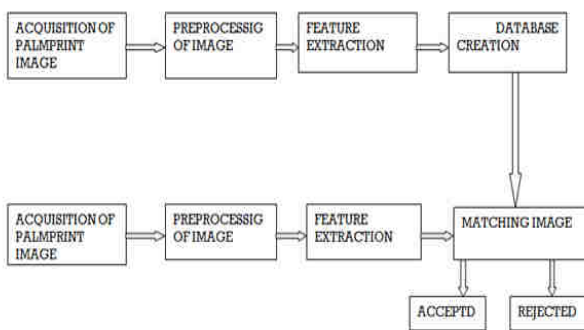 ACQUISITION OF
PALMPRINT
IMAGE
PREPROCESSIG
OF IMAGE
FEATURE
EXTRACTION
DATABASE
CREATION
ACQUISITION OF
PALMPRINT
IMAGE
PREPROCESSIG
OF IMAGE
FEATURE
EXTRACTION
MATCHING IMAGE
ACCEPTD
REJECTED